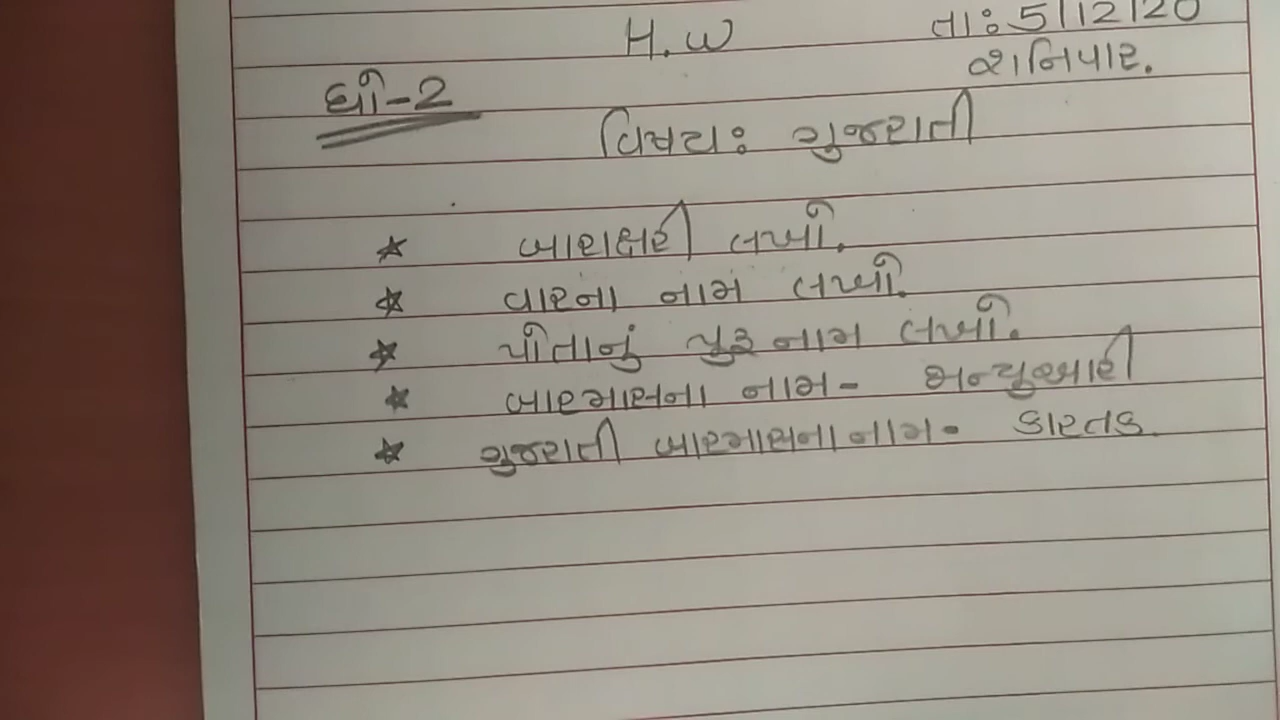 H.W તા: 5/12/20
શનિવાર.
ધો-2
વિષય: ગુજરાતી
★ બારાક્ષરી લખો.
★ વારના નામ લખો.
★ પોતાનું પુરૂ નામ લખો.
★ બારમાસના નામ - જાન્યુઆરી
★ ગુજરાતી બારમાસના નામ - કારતક